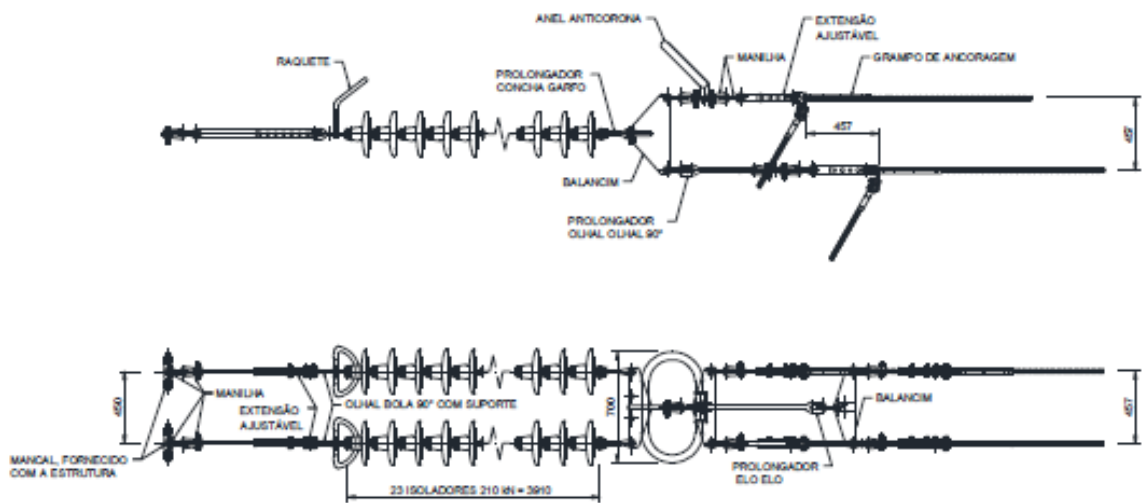 ANEL ANTICORONA
EXTENSÃO
AJUSTÁVEL
RAQUETE
MANILHA
GRAMPO DE ANCORAGEM
PROLONGADOR
CONCHA GARFO
457
457
BALANCIM
PROLONGADOR
OLHAL OLHAL 90°
450
MANILHA
EXTENSÃO
AJUSTÁVEL
OLHAL BOLA 90° COM SUPORTE
700
BALANCIM
457
MANCAL, FORNECIDO
COM A ESTRUTURA
PROLONGADOR
ELO ELO
23 ISOLADORES 210 kN = 3910